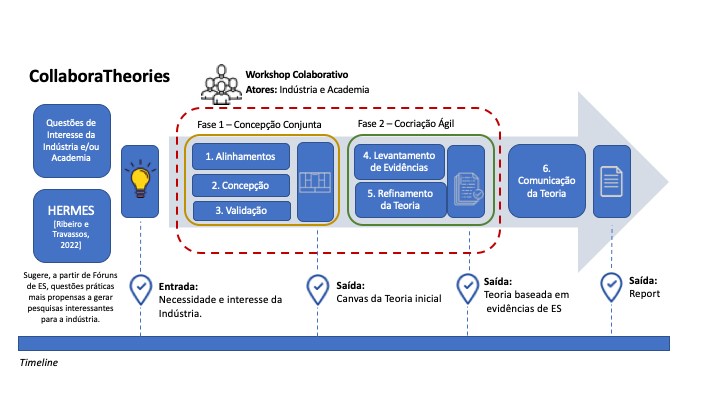 CollaboraTheories
Workshop Colaborativo
Atores: Indústria e Academia
Questões de
Interesse da
Indústria e/ou
Academia
HERMES
(Ribeiro e
Travassos,
2022)
Sugere, a partir de Fóruns
de ES, questões práticas
mais propensas a gerar
pesquisas interessantes
para a indústria.
Fase 1 – Concepção Conjunta
1. Alinhamentos
2. Concepção
3. Validação
Fase 2 – Cocriação Ágil
4. Levantamento
de Evidências
5. Refinamento
da Teoria
6.
Comunicação
da Teoria
Entrada:
Necessidade e interesse da
Indústria.
Saída:
Canvas da Teoria inicial
Saída:
Teoria baseada em
evidências de ES
Saída:
Report
Timeline